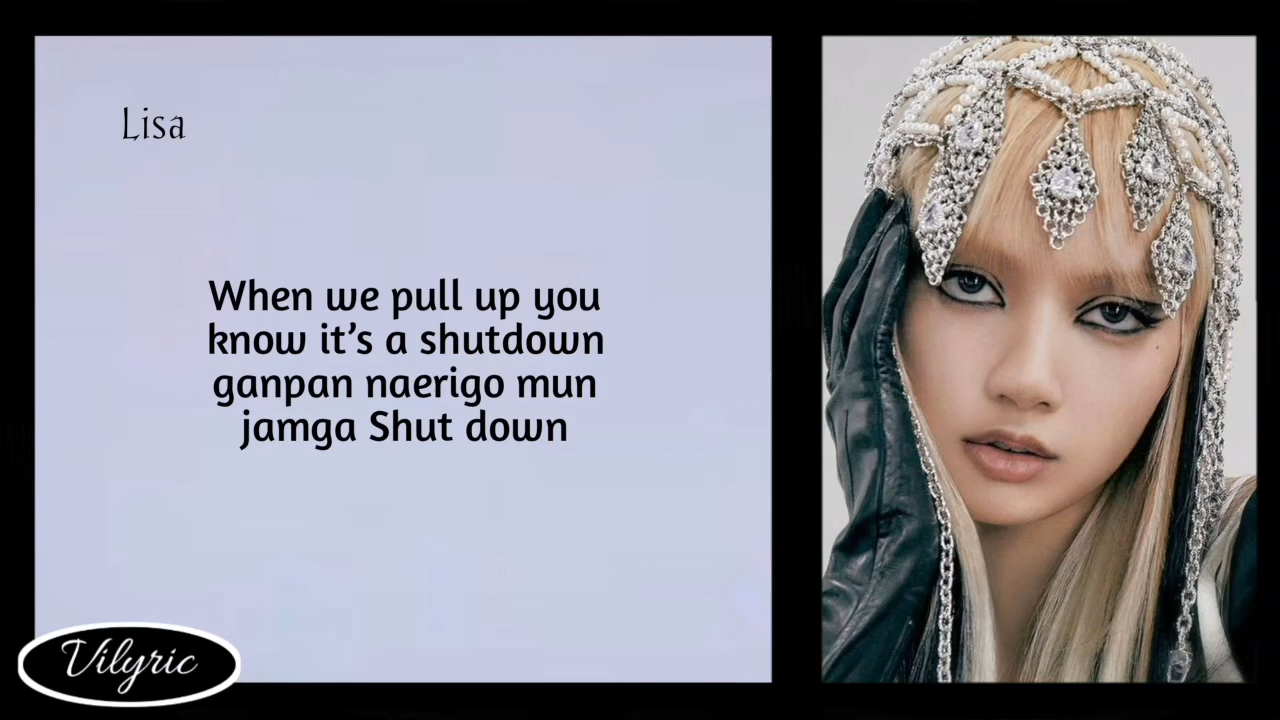 Lisa
When we pull up you
know it’s a shutdown
ganpan naerigo mun
jamga Shut down
Vilyric